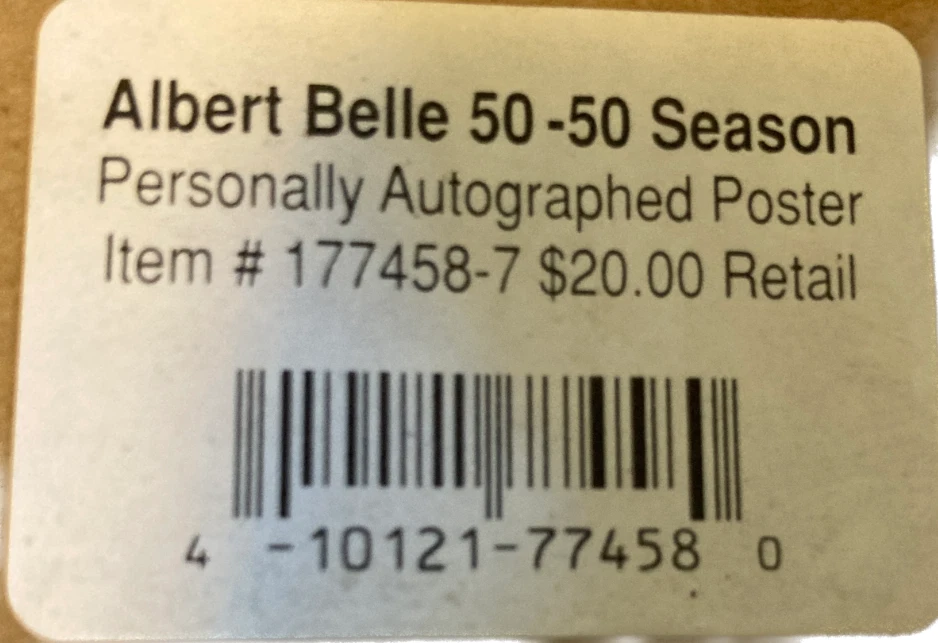 Albert Belle 50-50 Season
Personally Autographed Poster
Item # 177458-7 $20.00 Retail
4 -10121-77458 0